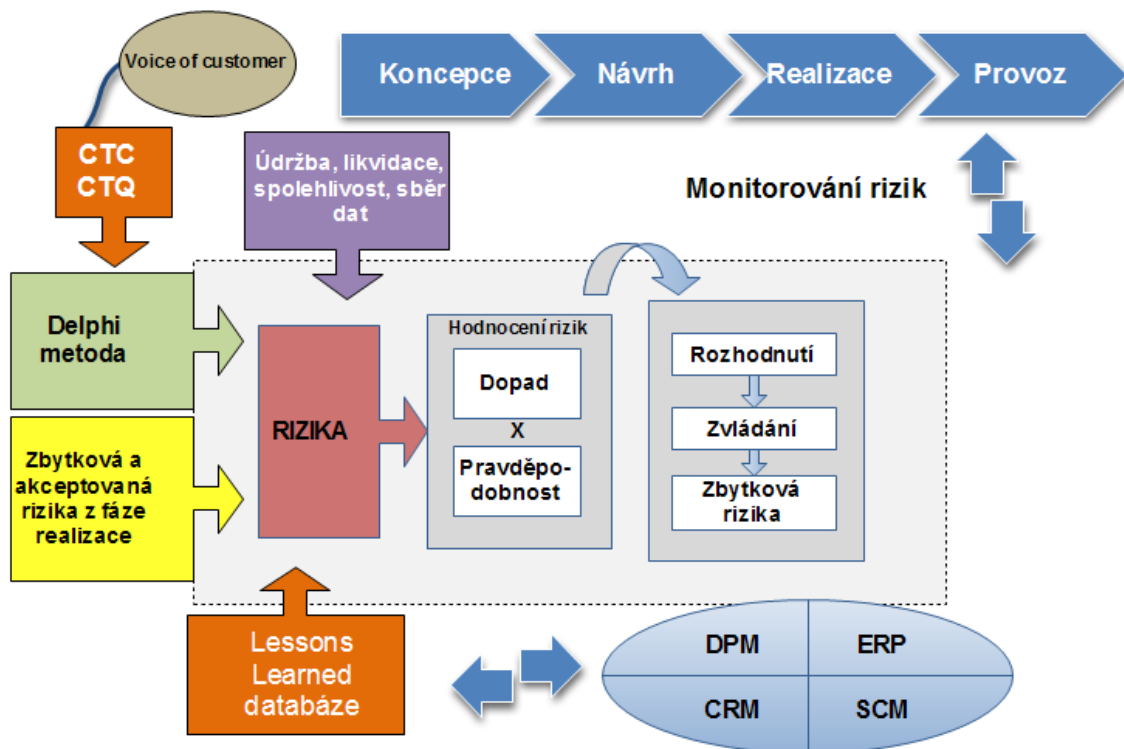 Voice of customer
Koncepce
Návrh
Realizace
Provoz
CTC
CTQ
Údržba, likvidace,
spolehlivost, sběr
dat
Monitorování rizik
Delphi
metoda
Zbytková a
akceptovaná
rizika z fáze
realizace
RIZIKA
Hodnocení rizik
Dopad
X
Pravděpo-
dobnost
Rozhodnutí
Zvládání
Zbytková
rizika
Lessons
Learned
databáze
DPM
ERP
CRM
SCM